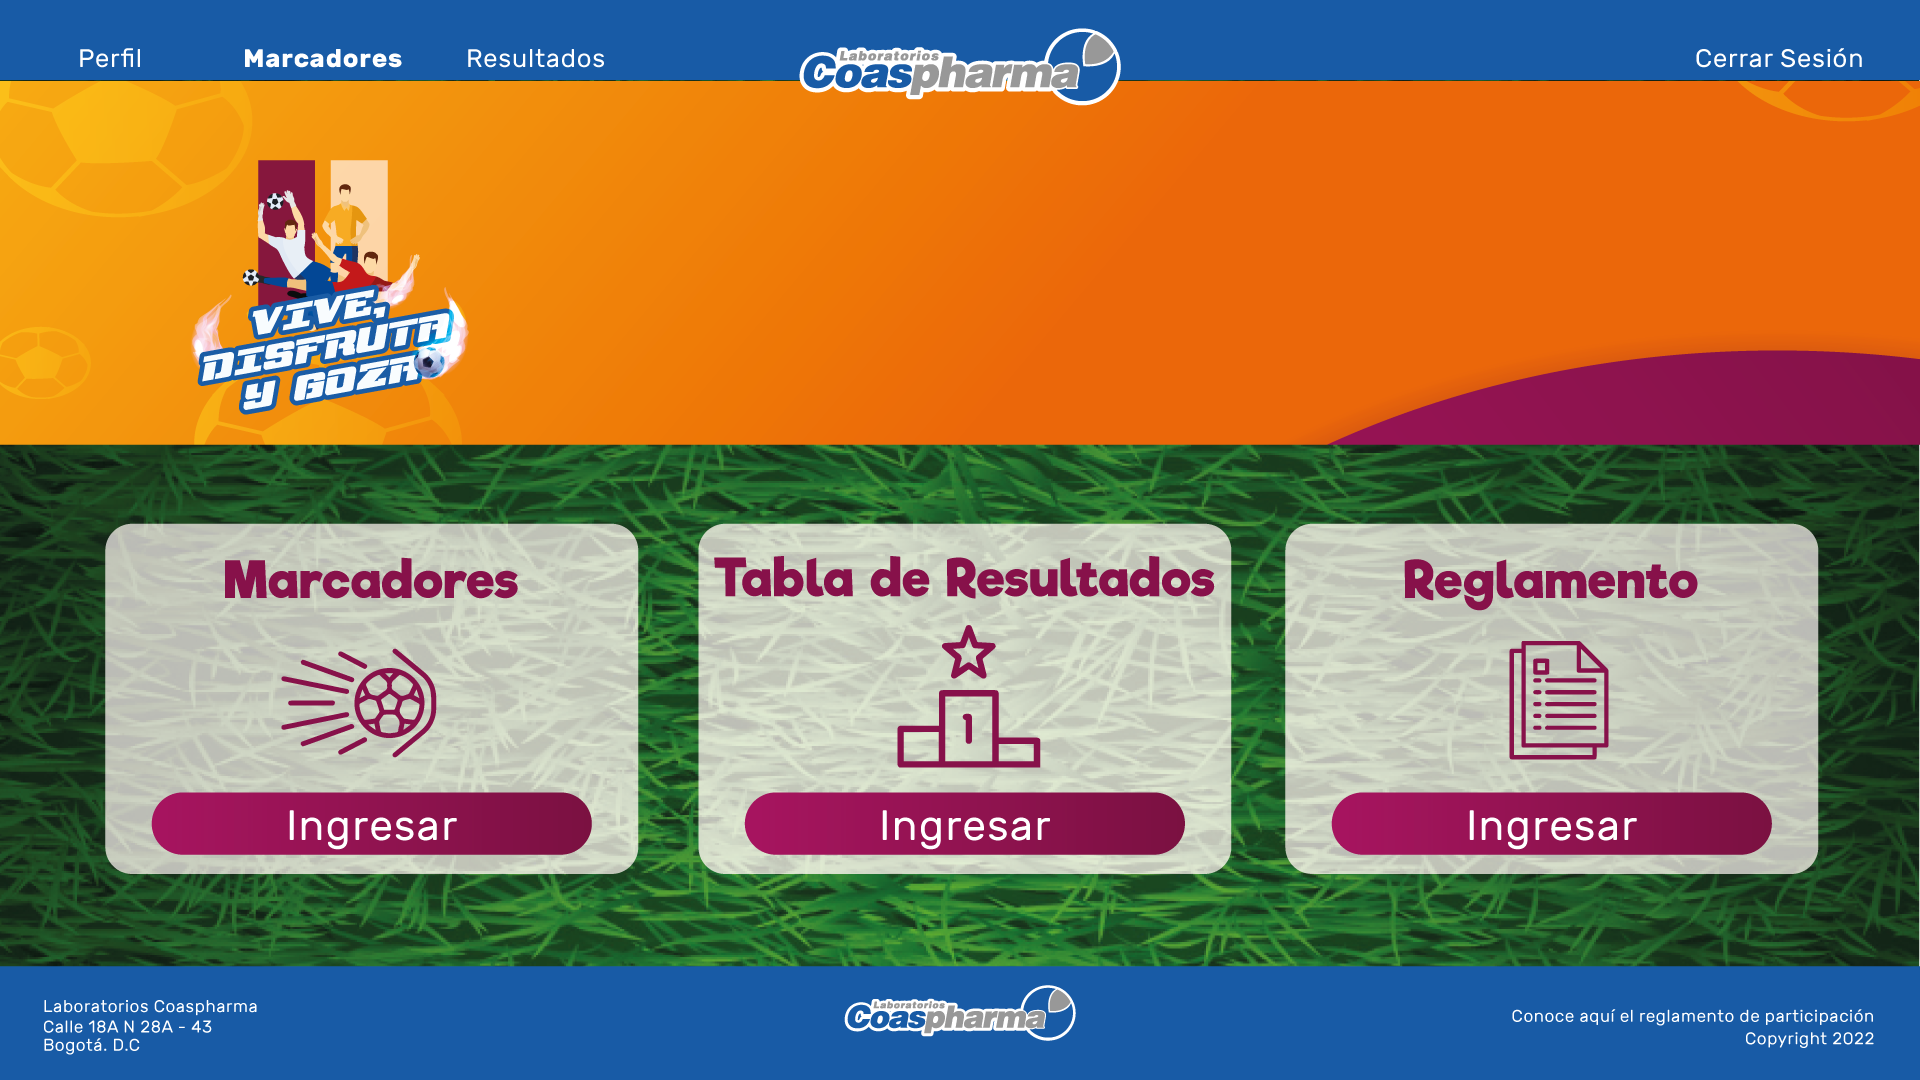 Perfil
Marcadores
Resultados
Laboratorios
Coaspharma
Cerrar Sesión
VIVE,
DISFRUTA
Y GOZA
Marcadores
Ingresar
Tabla de Resultados
1
Ingresar
Reglamento
Ingresar
Laboratorios Coaspharma
Calle 18A N 28A - 43
Bogotá. D.C
Laboratorios
Coaspharma
Conoce aquí el reglamento de participación
Copyright 2022